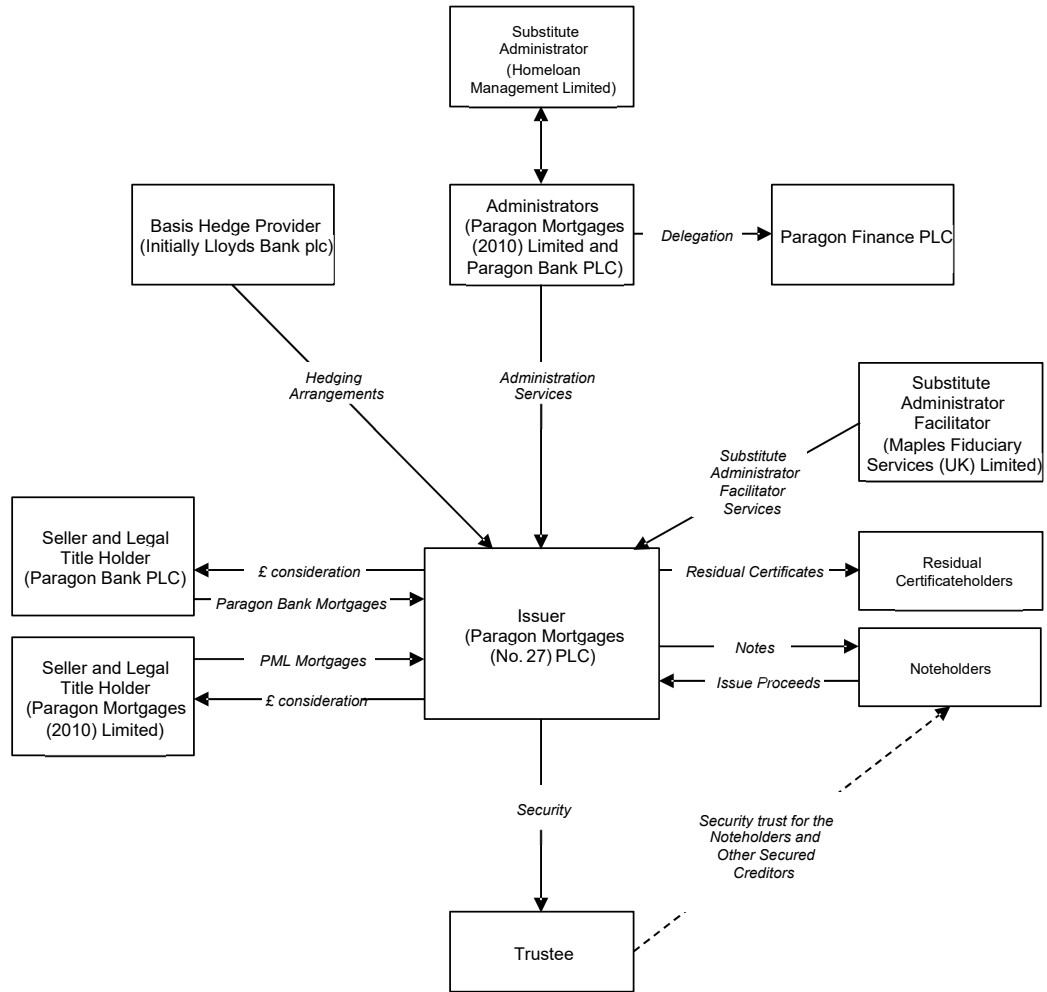 Substitute
Administrator
(Homeloan
Management Limited)
Basis Hedge Provider
(Initially Lloyds Bank plc)
Administrators
(Paragon Mortgages
(2010) Limited and
Paragon Bank PLC)
Delegation
Paragon Finance PLC
Hedging
Arrangements
Administration
Services
Substitute
Administrator
Facilitator
(Maples Fiduciary
Services (UK) Limited)
Substitute
Administrator
Facilitator
Services
Seller and Legal
Title Holder
(Paragon Bank PLC)
£ consideration
Paragon Bank Mortgages
Issuer
(Paragon Mortgages
(No. 27) PLC)
Residual Certificates
Residual
Certificateholders
Seller and Legal
Title Holder
(Paragon Mortgages
(2010) Limited)
PML Mortgages
£ consideration
Notes
Issue Proceeds
Noteholders
Security
Security trust for the
Noteholders and
Other Secured
Creditors
Trustee